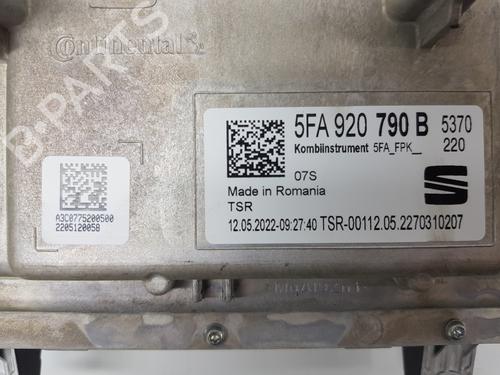 Continental
B-PARTS
5FA 920 790 B 5370
Kombiinstrument 5FA_FPK__ 220
07S
Made in Romania
TSR
12.05.2022-09:27:40 TSR-00112.05.2270310207
A3C0775200500
2205120058